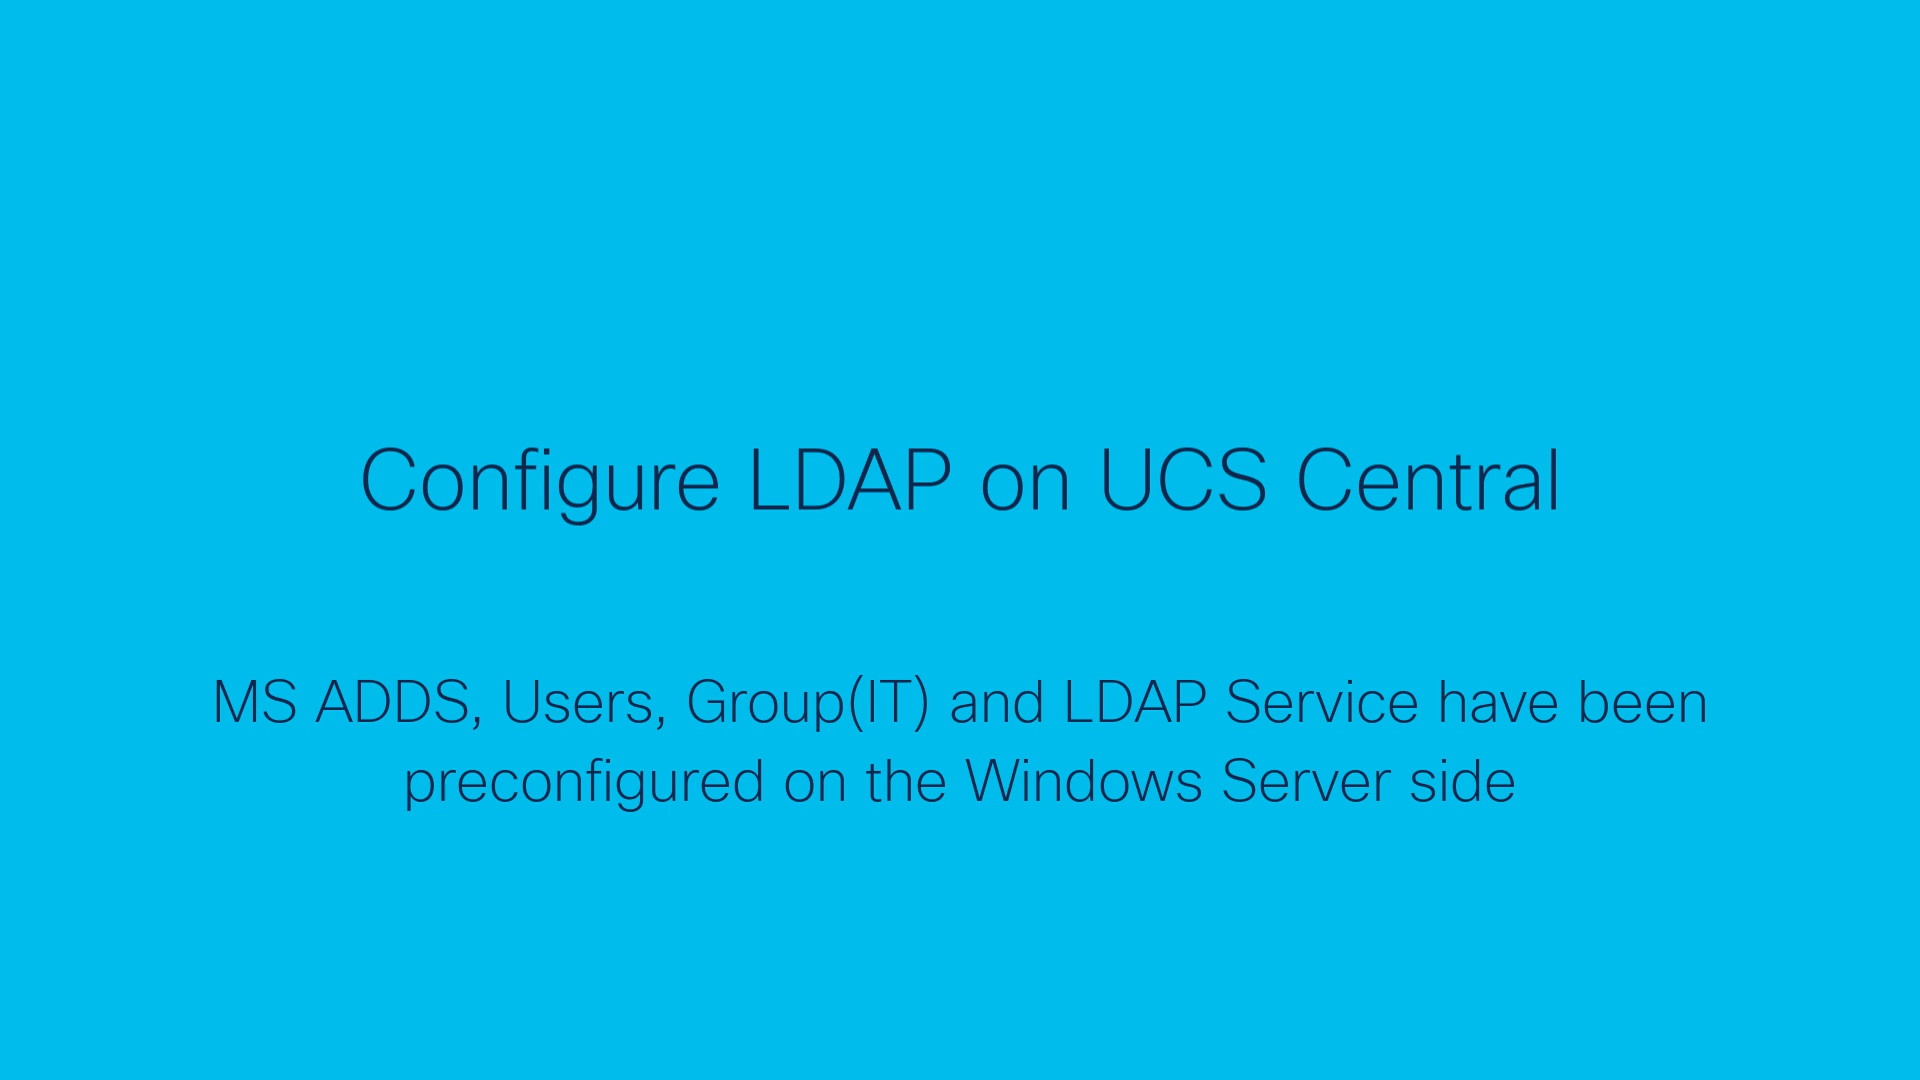 Configure LDAP on UCS Central
MS ADDS, Users, Group(IT) and LDAP Service have been
preconfigured on the Windows Server side